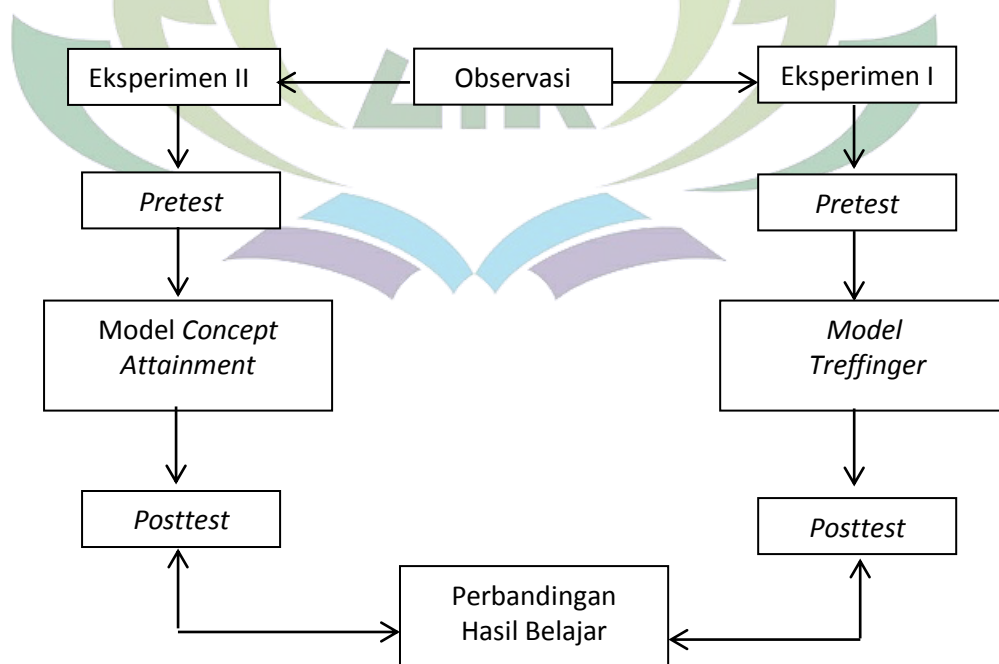 Eksperimen II
Observasi
Eksperimen I
Pretest
Pretest
Model Concept
Attainment
Model
Treffinger
Posttest
Posttest
Perbandingan
Hasil Belajar